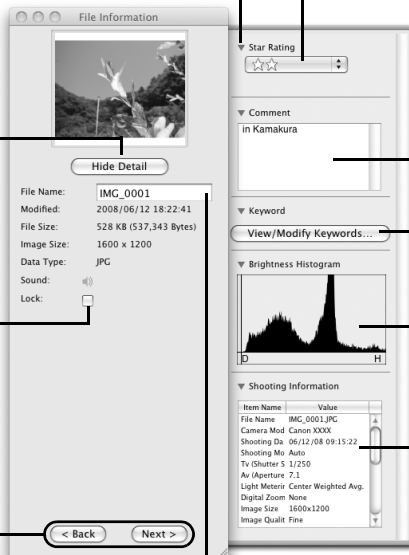 File Information
Hide Detail
File Name: IMG_0001
Modified: 2008/06/12 18:22:41
File Size: 528 KB (537,343 Bytes)
Image Size: 1600 x 1200
Data Type: JPG
Sound:
Lock:
< Back Next >
Star Rating
Comment
in Kamakura
Keyword
View/Modify Keywords...
Brightness Histogram
D H
Shooting Information
Item Name Value
File Name IMG_0001.JPG
Camera Mod Canon XXXX
Shooting Da 06/12/08 09:15:22
Shooting Mo Auto
Tv (Shutter S 1/250
Av (Aperture 7.1
Light Meterir Center Weighted Avg.
Digital Zoom None
Image Size 1600x1200
Image Qualit Fine